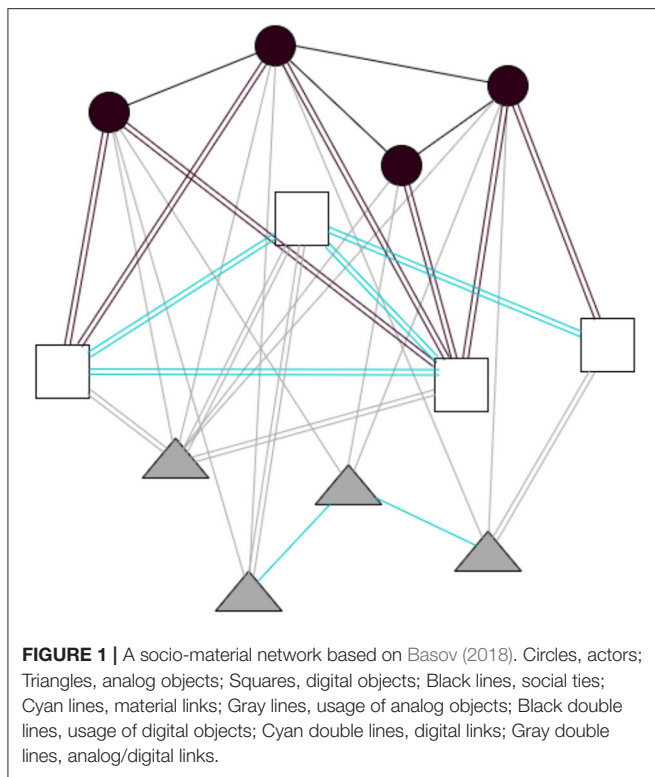 FIGURE 1 | A socio-material network based on Basov (2018). Circles, actors;
Triangles, analog objects; Squares, digital objects; Black lines, social ties;
Cyan lines, material links; Gray lines, usage of analog objects; Black double
lines, usage of digital objects; Cyan double lines, digital links; Gray double
lines, analog/digital links.